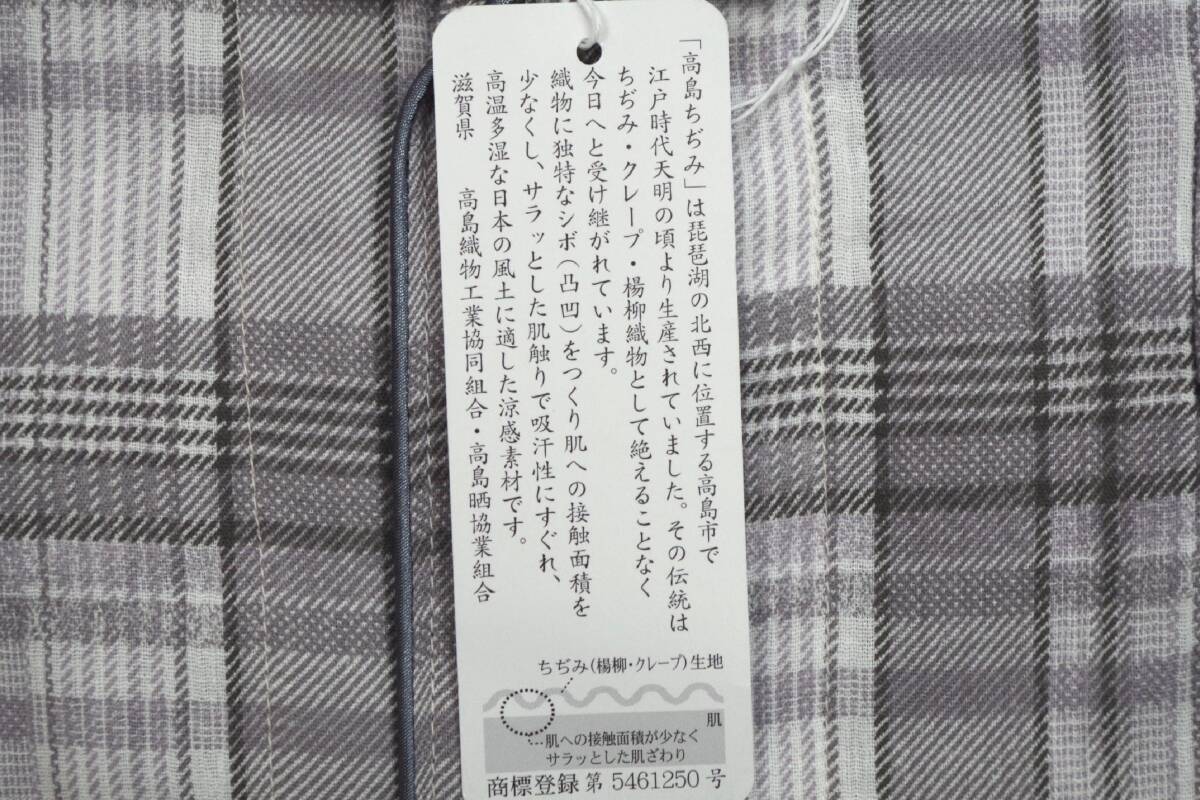 「高島ちぢみ」は琵琶湖の北西に位置する高島市で
江戸時代天明の頃より生産されていました。その伝統は
ちぢみ・クレープ・楊柳織物として絶えることなく
今日へと受け継がれています。
織物に独特なシボ（凸凹）をつくり肌への接触面積を
少なくし、サラッとした肌触りで吸汗性にすぐれ、
高温多湿な日本の風土に適した涼感素材です。
滋賀県　高島織物工業協同組合・高島晒協業組合
ちぢみ（楊柳・クレープ）生地
肌
肌への接触面積が少なく
サラッとした肌ざわり
商標登録 第 5461250 号